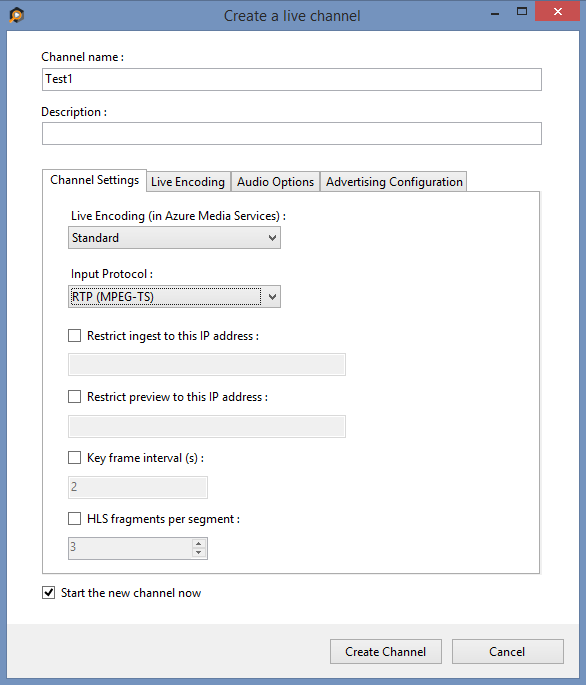 Create a live channel
Channel name :
Test1
Description :
Channel Settings
Live Encoding
Audio Options
Advertising Configuration
Live Encoding (in Azure Media Services) :
Standard
Input Protocol :
RTP (MPEG-TS)
Restrict ingest to this IP address :
Restrict preview to this IP address :
Key frame interval (s) :
2
HLS fragments per segment :
3
Start the new channel now
Create Channel
Cancel